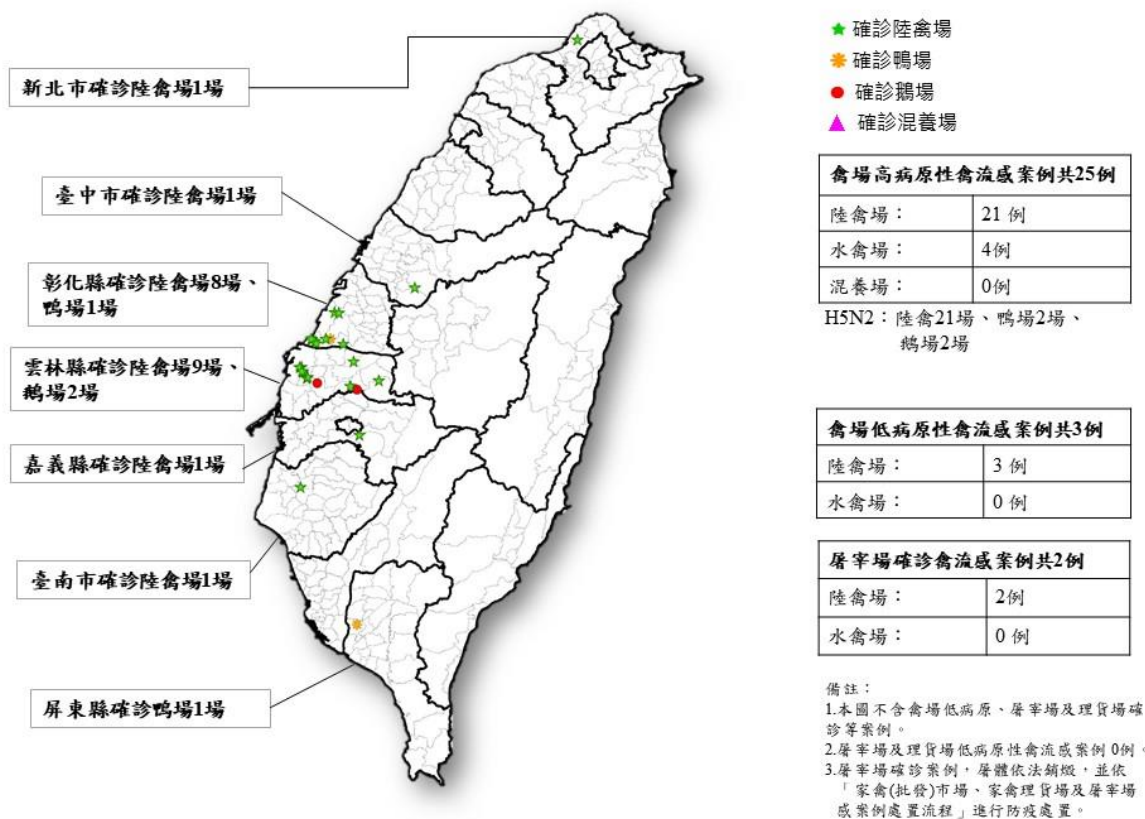 新北市確診陸禽場1場
臺中市確診陸禽場1場
彰化縣確診陸禽場8場、
鴨場1場
雲林縣確診陸禽場9場、
鵝場2場
嘉義縣確診陸禽場1場
臺南市確診陸禽場1場
屏東縣確診鴨場1場
確診陸禽場
確診鴨場
確診鵝場
確診混養場
禽場高病原性禽流感案例共25例
陸禽場： 21 例
水禽場： 4例
混養場： 0例
H5N2：陸禽21場、鴨場2場、
鵝場2場
禽場低病原性禽流感案例共3例
陸禽場： 3 例
水禽場： 0 例
屠宰場確診禽流感案例共2例
陸禽場： 2例
水禽場： 0 例
備註：
1.本圖不含禽場低病原、屠宰場及理貨場確
診等案例。
2.屠宰場及理貨場低病原性禽流感案例 0例。
3.屠宰場確診案例，屠體依法銷燬，並依
「家禽(批發)市場、家禽理貨場及屠宰場
感案例處置流程」進行防疫處置。